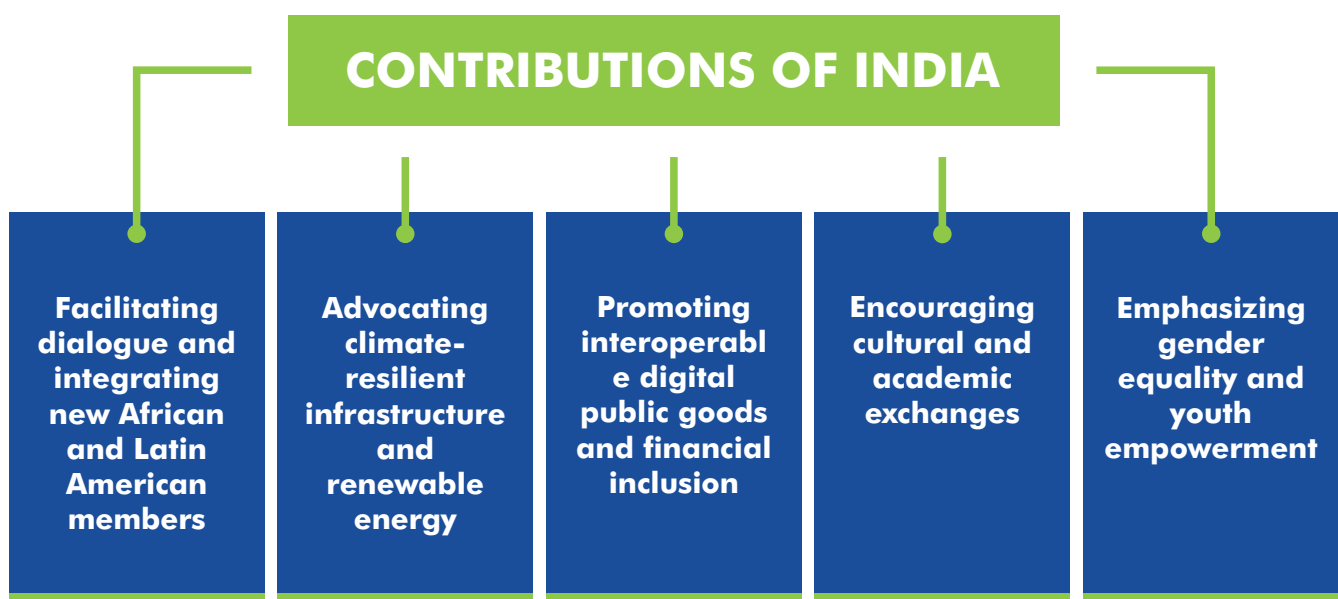 CONTRIBUTIONS OF INDIA
Facilitating
dialogue and
integrating
new African
and Latin
American
members
Advocating
climate-
resilient
infrastructure
and
renewable
energy
Promoting
interoperabl
e digital
public goods
and financial
inclusion
Encouraging
cultural and
academic
exchanges
Emphasizing
gender
equality and
youth
empowerment